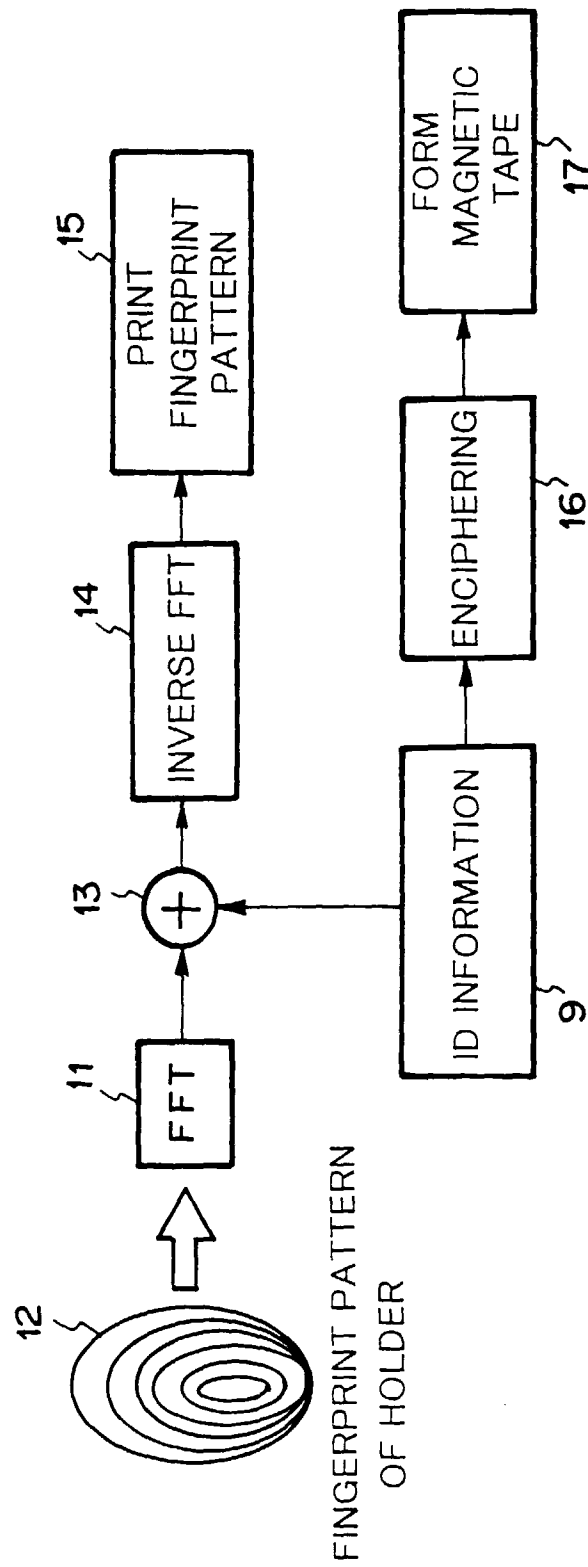 12
FINGERPRINT PATTERN
OF HOLDER
11
FFT
13
+
14
INVERSE FFT
15
PRINT
FINGERPRINT
PATTERN
ID INFORMATION
9
ENCIPHERING
16
FORM
MAGNETIC
TAPE
17